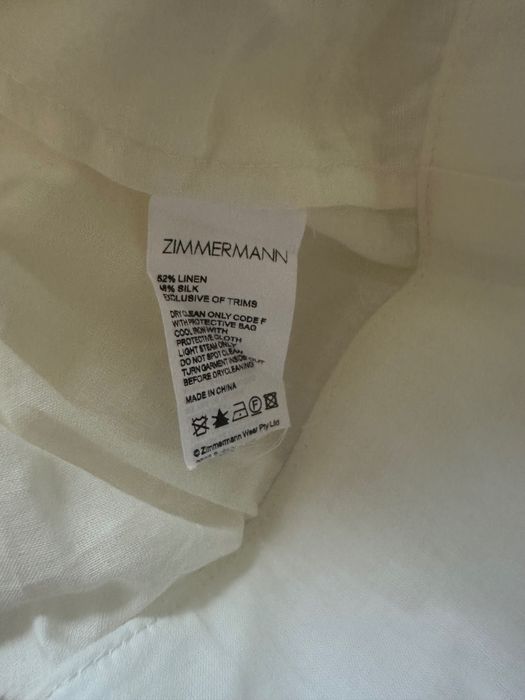 ZIMMERMANN
52% LINEN
48% SILK
EXCLUSIVE OF TRIMS
DRY CLEAN ONLY CODE F
WITH PROTECTIVE BAG
COOL IRON WITH
PROTECTIVE CLOTH
LIGHT STEAM ONLY
DO NOT SPOT CLEAN
TURN GARMENT INSIDE OUT
BEFORE DRYCLEANING
MADE IN CHINA
F
© Zimmermann Wear Pty Ltd